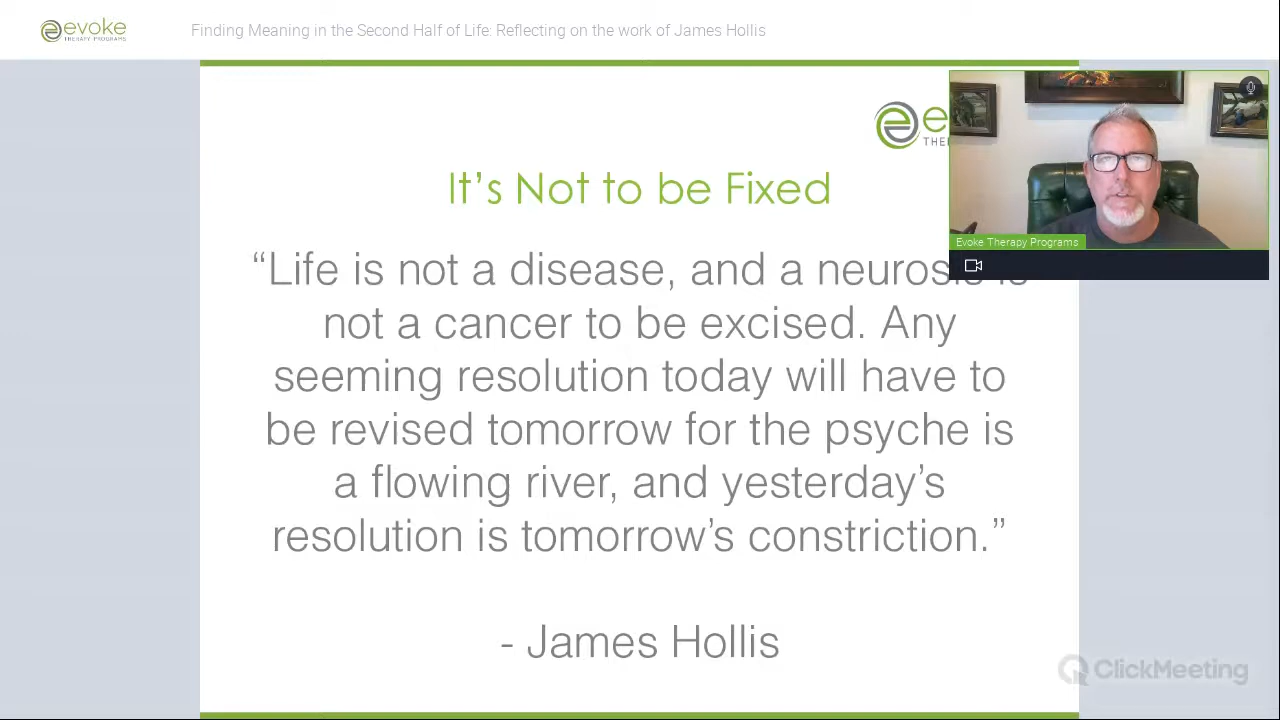 evoke
THERAPY PROGRAMS
Finding Meaning in the Second Half of Life: Reflecting on the work of James Hollis
e
THE
It’s Not to be Fixed
Evoke Therapy Programs
“Life is not a disease, and a neurosis is
not a cancer to be excised. Any
seeming resolution today will have to
be revised tomorrow for the psyche is
a flowing river, and yesterday’s
resolution is tomorrow’s constriction.”
- James Hollis
ClickMeeting